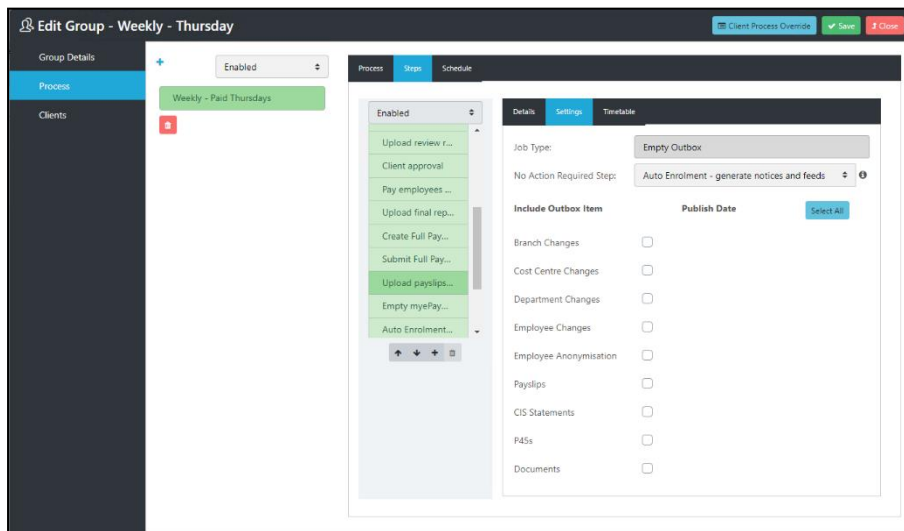 Edit Group - Weekly - Thursday
Client Process Override
Save
Close
Group Details
Process
Clients
Enabled
Weekly - Paid Thursdays
Process
Steps
Schedule
Enabled
Upload review r...
Client approval
Pay employees ...
Upload final rep...
Create Full Pay...
Submit Full Pay...
Upload payslips...
Empty myePay...
Auto Enrolment...
Details
Settings
Timetable
Job Type:
Empty Outbox
No Action Required Step:
Auto Enrolment - generate notices and feeds
Include Outbox Item
Publish Date
Select All
Branch Changes
Cost Centre Changes
Department Changes
Employee Changes
Employee Anonymisation
Payslips
CIS Statements
P45s
Documents